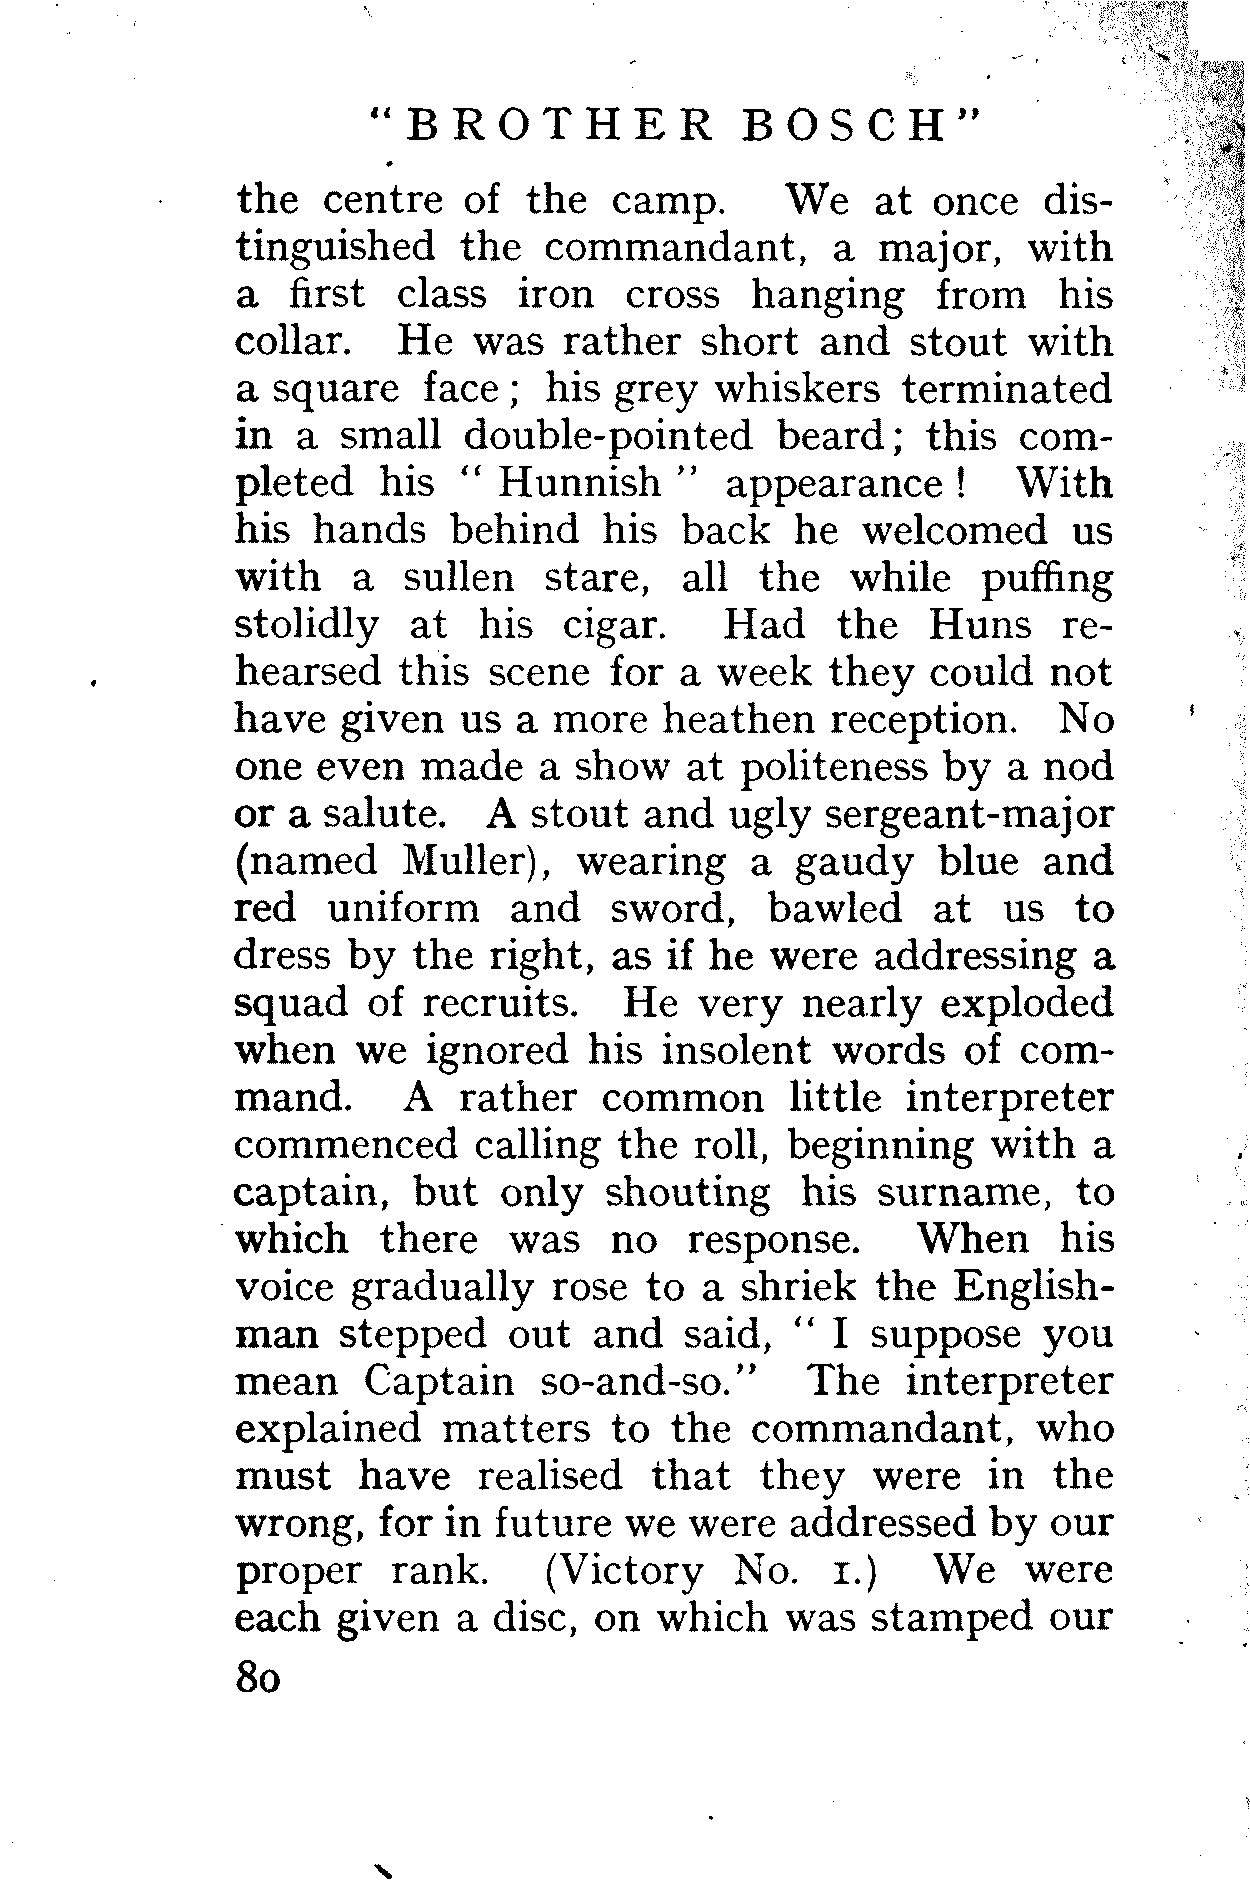 “BROTHER BOSCH”
the centre of the camp. We at once dis-
tinguished the commandant, a major, with
a first class iron cross hanging from his
collar. He was rather short and stout with
a square face ; his grey whiskers terminated
in a small double-pointed beard ; this com-
pleted his “ Hunnish ” appearance ! With
his hands behind his back he welcomed us
with a sullen stare, all the while puffing
stolidly at his cigar. Had the Huns re-
hearsed this scene for a week they could not
have given us a more heathen reception. No
one even made a show at politeness by a nod
or a salute. A stout and ugly sergeant-major
(named Muller), wearing a gaudy blue and
red uniform and sword, bawled at us to
dress by the right, as if he were addressing a
squad of recruits. He very nearly exploded
when we ignored his insolent words of com-
mand. A rather common little interpreter
commenced calling the roll, beginning with a
captain, but only shouting his surname, to
which there was no response. When his
voice gradually rose to a shriek the English-
man stepped out and said, “ I suppose you
mean Captain so-and-so.” The interpreter
explained matters to the commandant, who
must have realised that they were in the
wrong, for in future we were addressed by our
proper rank. (Victory No. 1.) We were
each given a disc, on which was stamped our
80